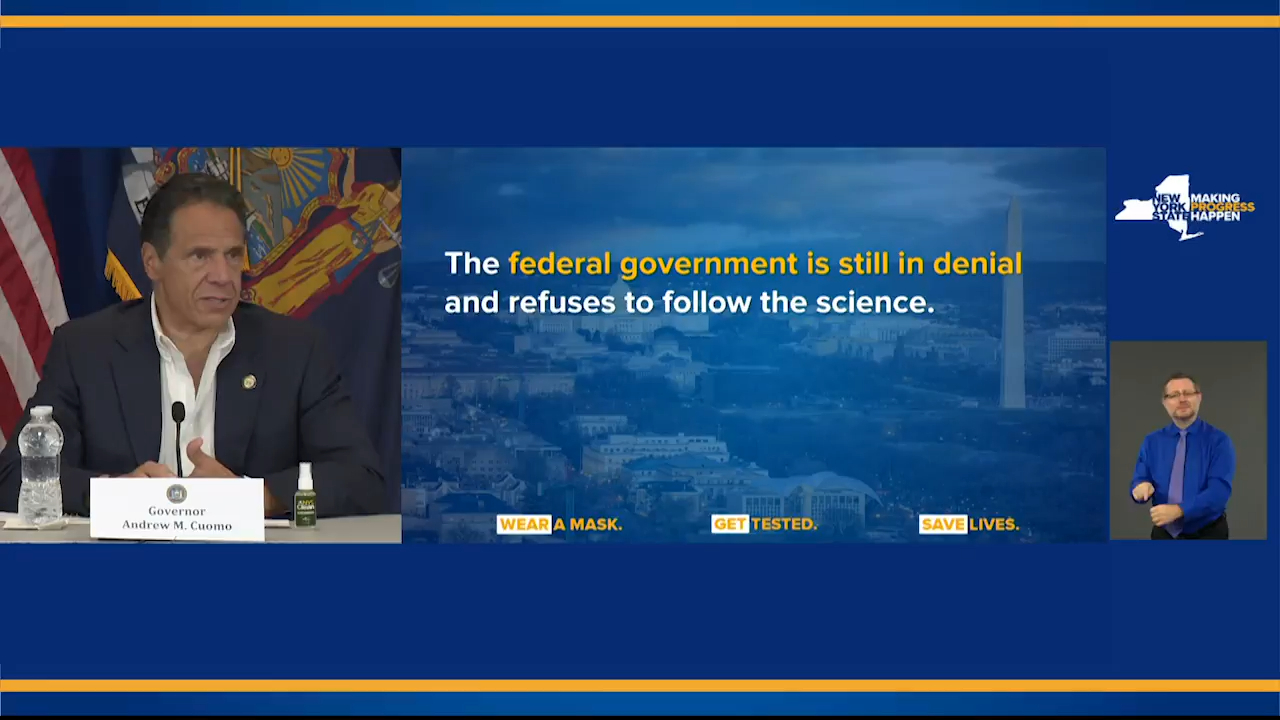 The federal government is still in denial
and refuses to follow the science.
WEAR A MASK.
GET TESTED.
SAVE LIVES.
Governor
Andrew M. Cuomo
NEW
YORK
STATE
MAKING
PROGRESS
HAPPEN